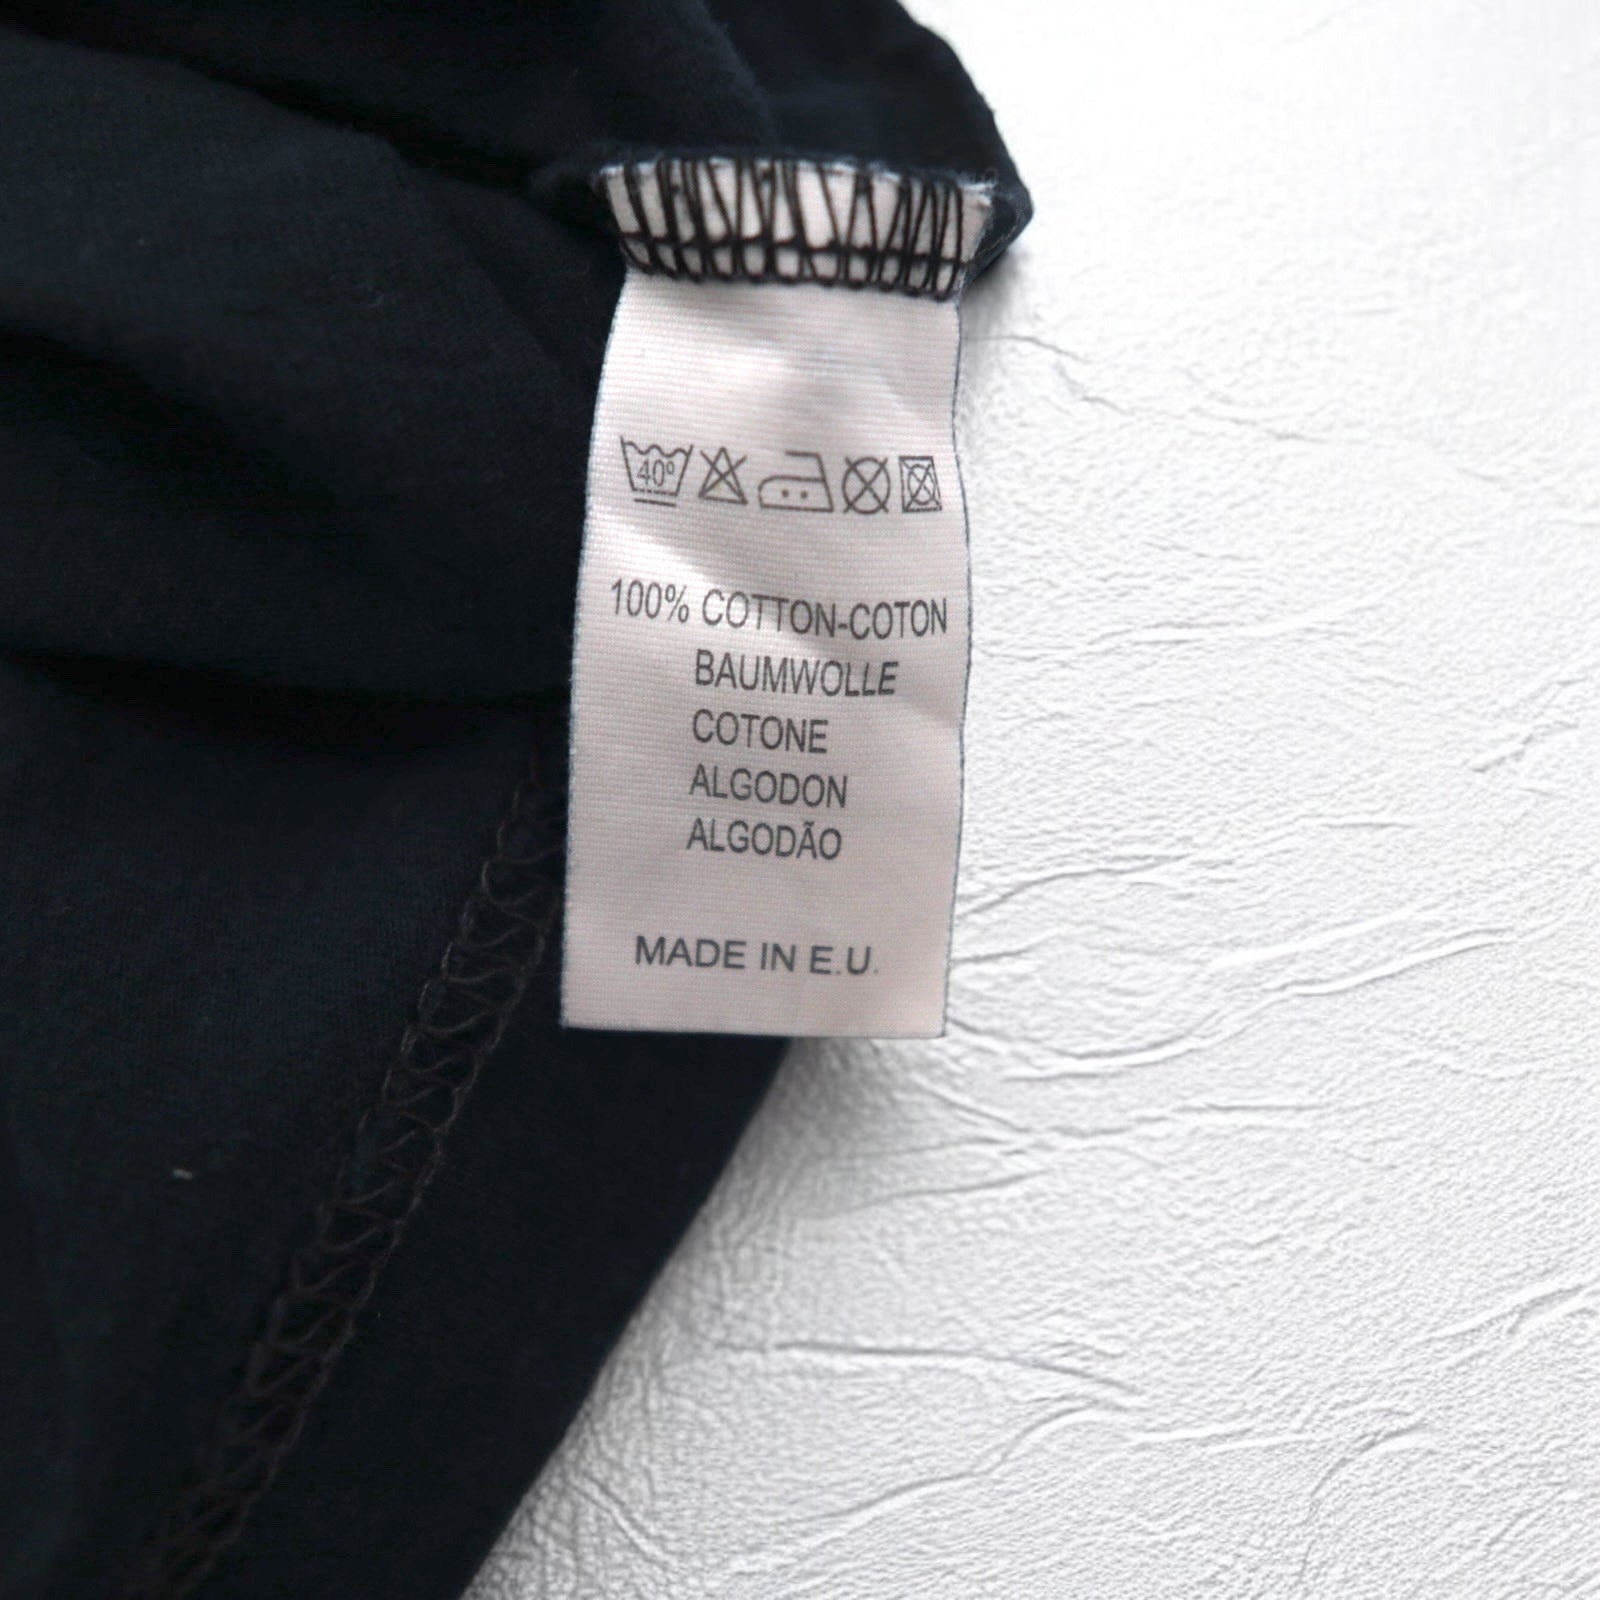 40°
100% COTTON-COTON
BAUMWOLLE
COTONE
ALGODON
ALGODÃO
MADE IN E.U.